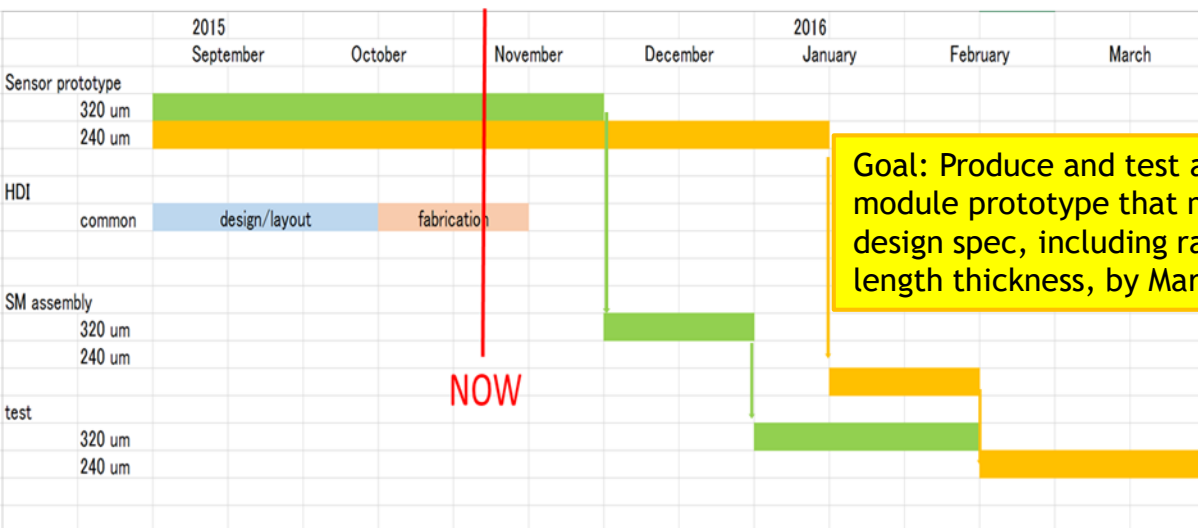 2015 2016
September October November December January February March
Sensor prototype
320 um
240 um
Goal: Produce and test
module prototype that
design spec, including
length thickness, by
HDI
common design/layout fabrication
SM assembly
320 um
240 um
NOW
test
320 um
240 um